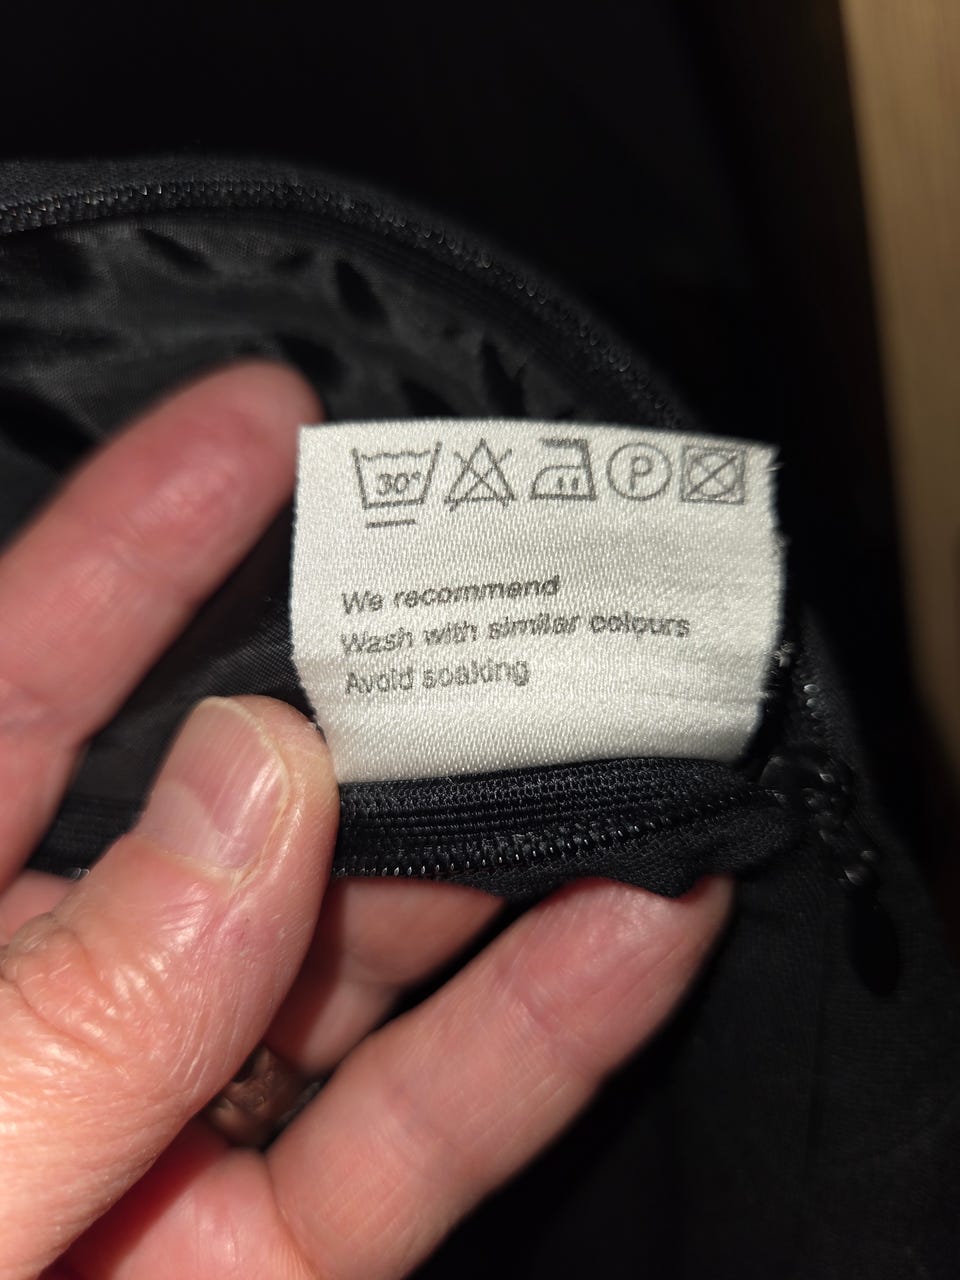 30°
P
We recommend
Wash with similar colours
Avoid soaking